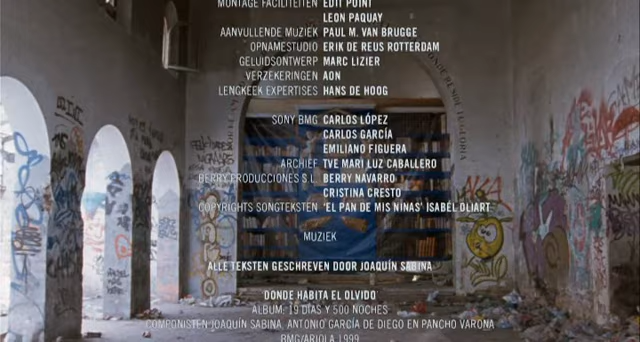 MONTAGE FACILITEITEN EDIT POINT
LEON PAQUAY
AANVULLENDE MUZIEK PAUL M. VAN BRUGGE
OPNAMESTUDIO ERIK DE REUS ROTTERDAM
GELUIDSONTWERP MARC LIZIER
VERZEKERINGEN AON
LENGKEEK EXPERTISES HANS DE HOOG
SONY BMG CARLOS LÓPEZ
CARLOS GARCÍA
EMILIANO FIGUERA
ARCHIEF TVE MARI LUZ CABALLERO
BERRY PRODUCCIONES S.L. BERRY NAVARRO
CRISTINA CRESTO
COPYRIGHTS SONGTEKSTEN 'EL PAN DE MIS NINAS' ISABEL OLIART
MUZIEK
ALLE TEKSTEN GESCHREVEN DOOR JOAQUÍN SABINA
DONDE HABITA EL OLVIDO
ALBUM: 19 DÍAS Y 500 NOCHES
COMPONISTEN JOAQUÍN SABINA, ANTONIO GARCÍA DE DIEGO EN PANCHO VARONA
BMG/ARIOLA 1999